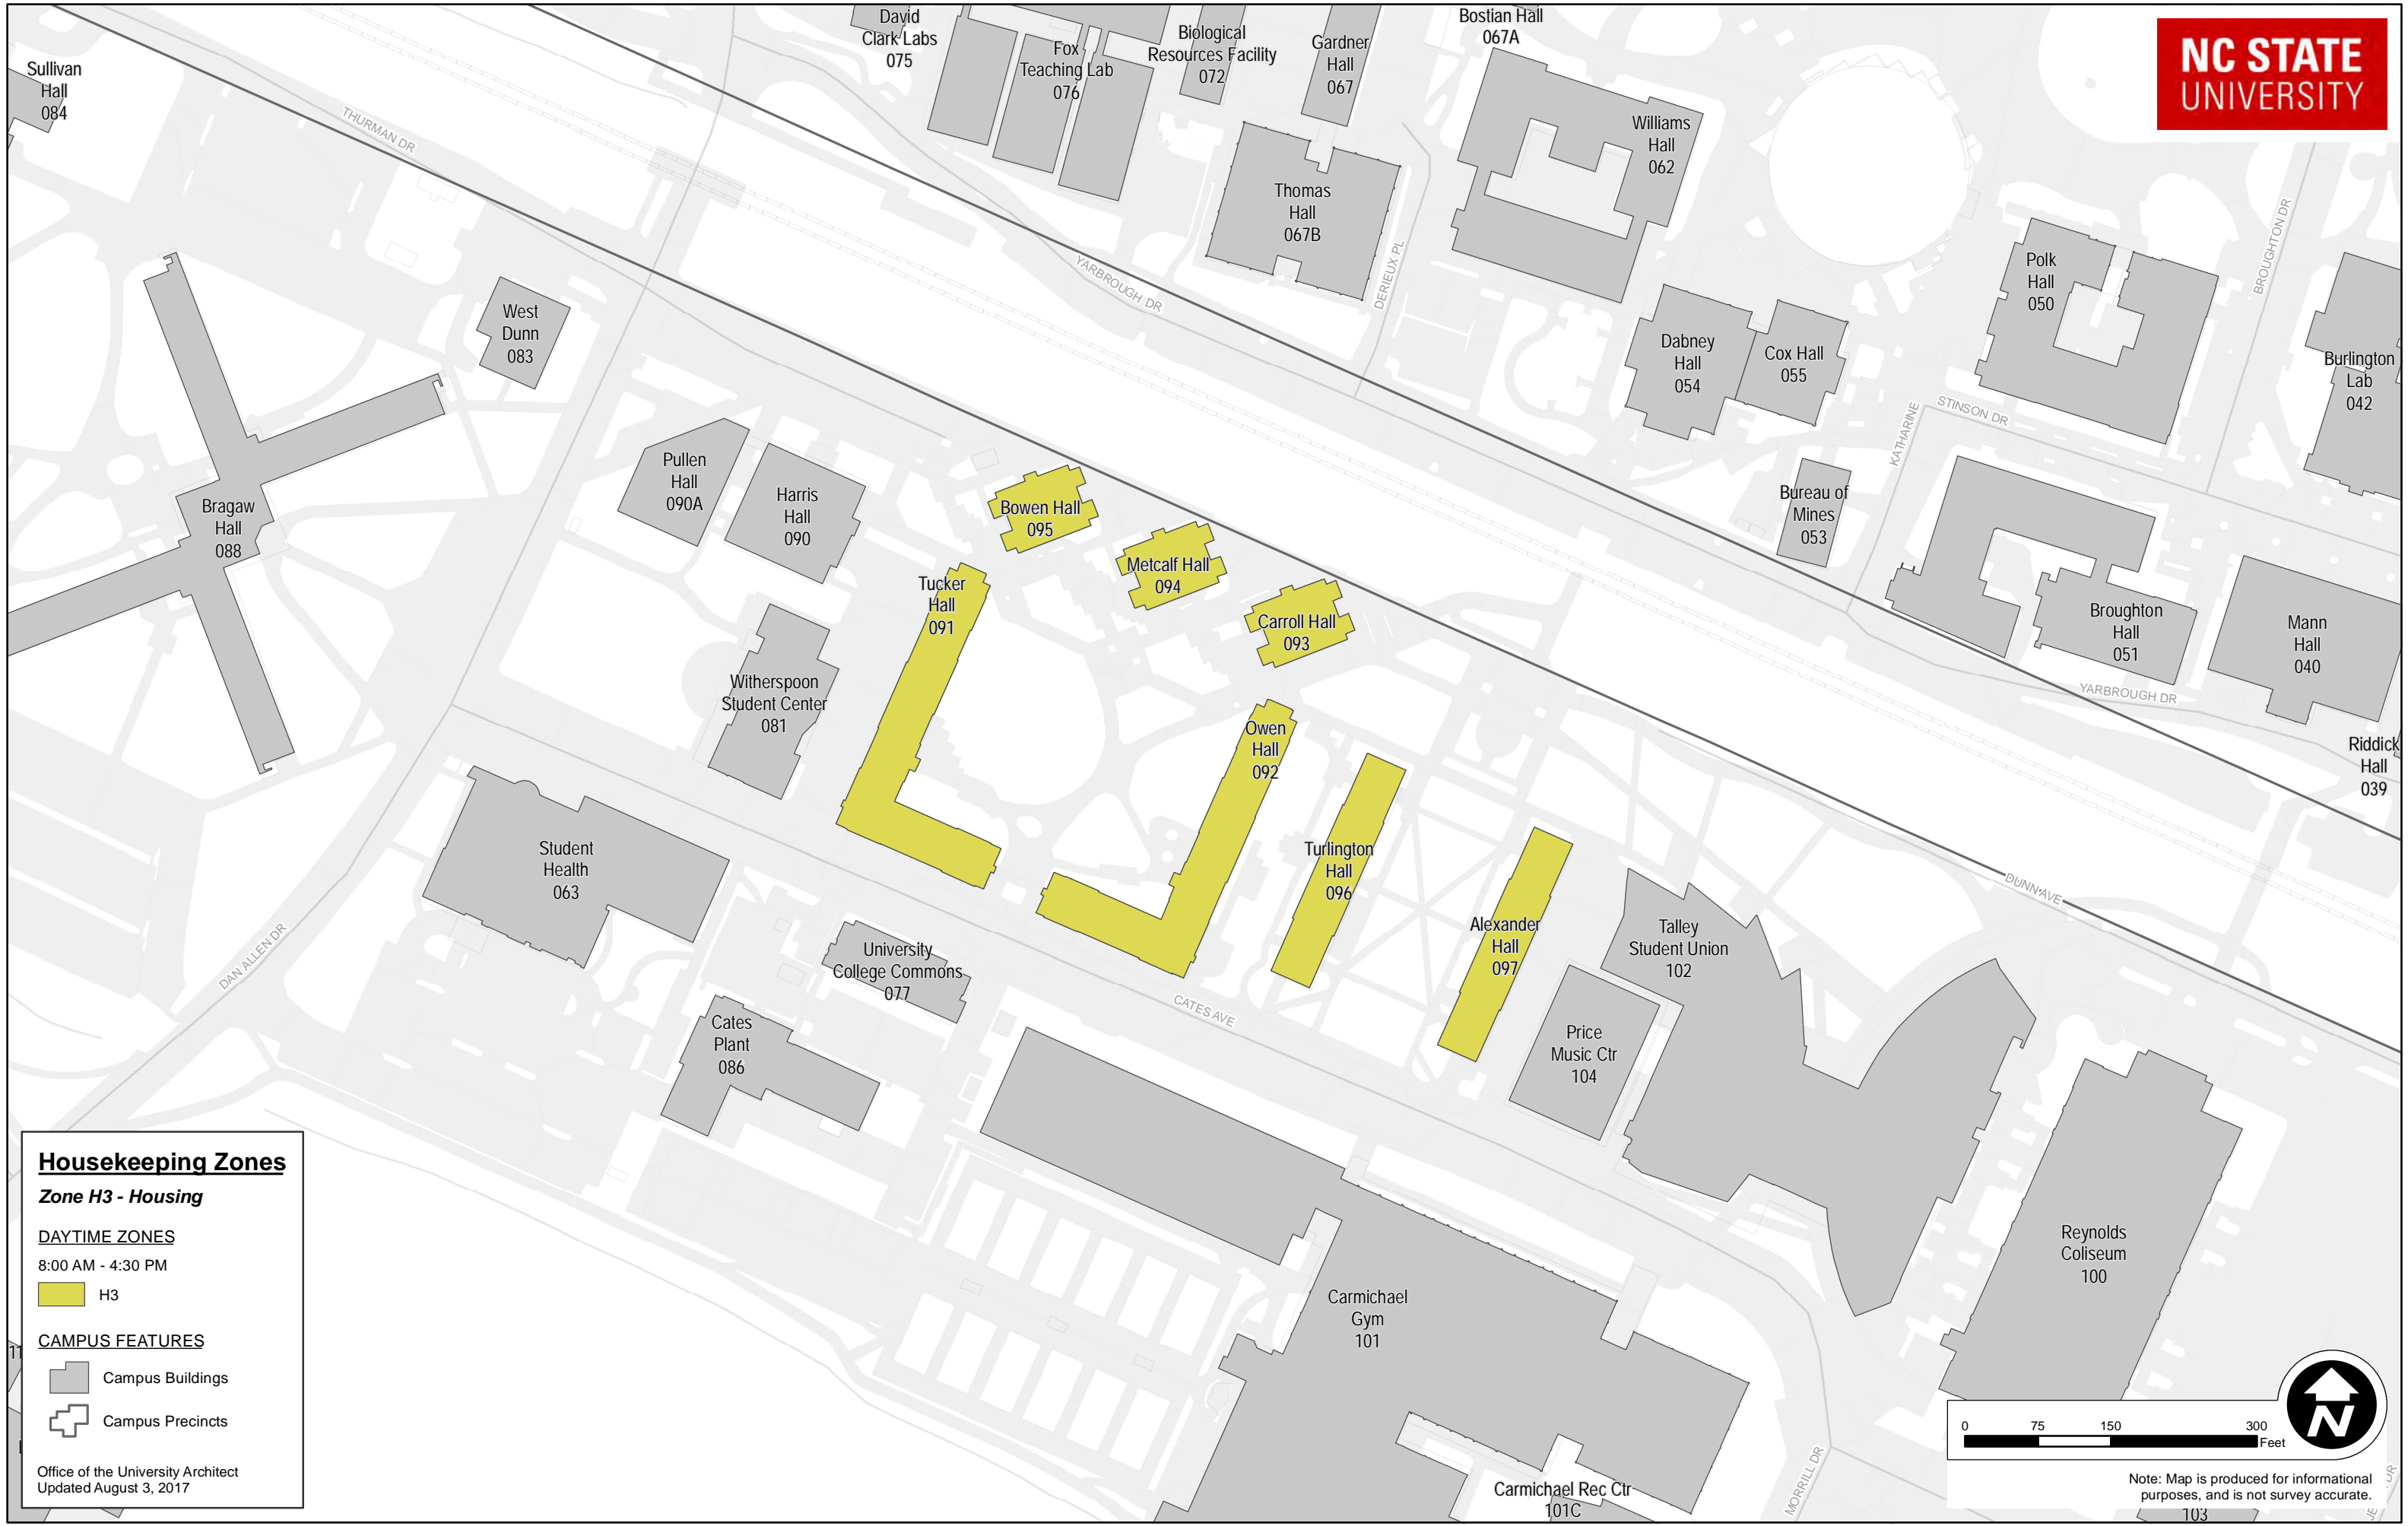 David
Clark Labs
075
Fox
Teaching Lab
076
Biological
Resources Facility
072
Gardner
Hall
067
Bostian Hall
067A
NC STATE
UNIVERSITY
Sullivan
Hall
084
THURMAN DR
Williams
Hall
062
Thomas
Hall
067B
YARBROUGH DR
DERIEUX PL
BROUGHTON DR
Polk
Hall
050
West
Dunn
083
Dabney
Hall
054
Cox Hall
055
Burlington
Lab
042
KATHARINE
STINSON DR
Pullen
Hall
090A
Harris
Hall
090
Bragaw
Hall
088
Bowen Hall
095
Metcalf Hall
094
Carroll Hall
093
Bureau of
Mines
053
Tucker
Hall
091
Broughton
Hall
051
Mann
Hall
040
YARBROUGH DR
Witherspoon
Student Center
081
Owen
Hall
092
Riddick
Hall
039
Student
Health
063
Turlington
Hall
096
DUNN AVE
Alexander
Hall
097
Talley
Student Union
102
DAN ALLEN DR
University
College Commons
077
CATES AVE
Cates
Plant
086
Price
Music Ctr
104
Reynolds
Coliseum
100
Carmichael
Gym
101
Carmichael Rec Ctr
101C
MORRILL DR
103
Housekeeping Zones
Zone H3 - Housing
DAYTIME ZONES
8:00 AM - 4:30 PM
H3
CAMPUS FEATURES
Campus Buildings
Campus Precincts
Office of the University Architect
Updated August 3, 2017
0 75 150 300
Feet
N
Note: Map is produced for informational
purposes, and is not survey accurate.